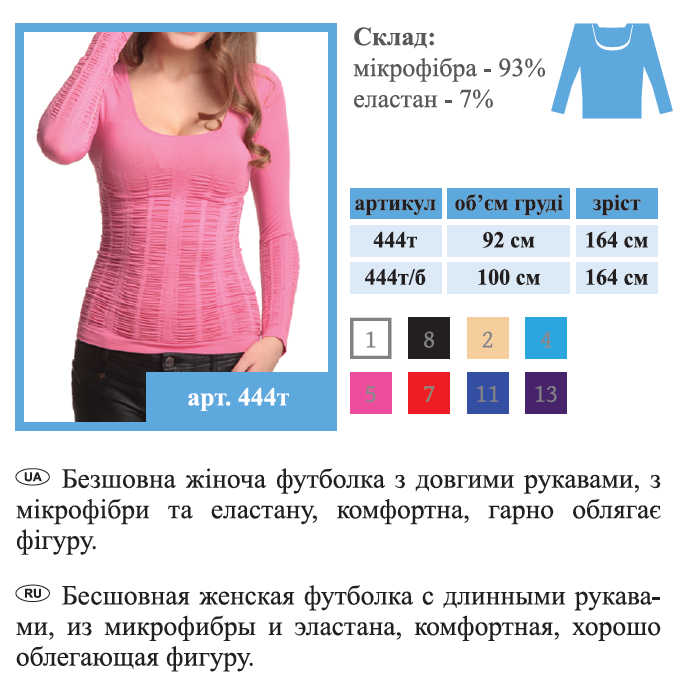 Склад:
мікрофібра - 93%
еластан - 7%
артикул об’єм груді зріст
444т 92 см 164 см
444т/б 100 см 164 см
1 8 2 4
5 7 11 13
арт. 444т
UA Безшовна жіноча футболка з довгими рукавами, з
мікрофібри та еластану, комфортна, гарно облягає
фігуру.
RU Бесшовная женская футболка с длинными рукава-
ми, из микрофибры и эластана, комфортная, хорошо
облегающая фигуру.